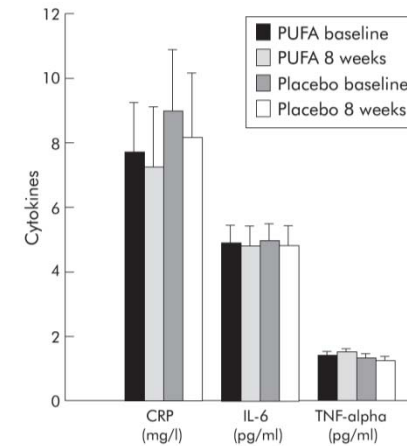 PUFA baseline
PUFA 8 weeks
Placebo baseline
Placebo 8 weeks
12
10
8
6
4
2
0
Cytokines
CRP
(mg/l)
IL-6
(pg/ml)
TNF-alpha
(pg/ml)